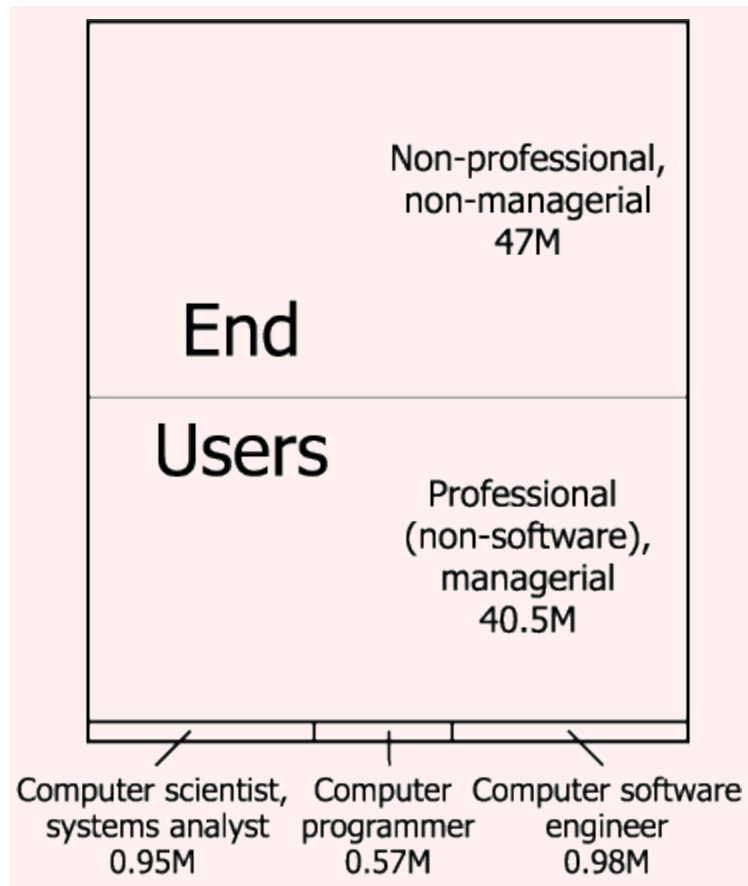 Non-professional,
non-managerial
47M
End
Users
Professional
(non-software),
managerial
40.5M
Computer scientist,
systems analyst
0.95M
Computer
programmer
0.57M
Computer software
engineer
0.98M